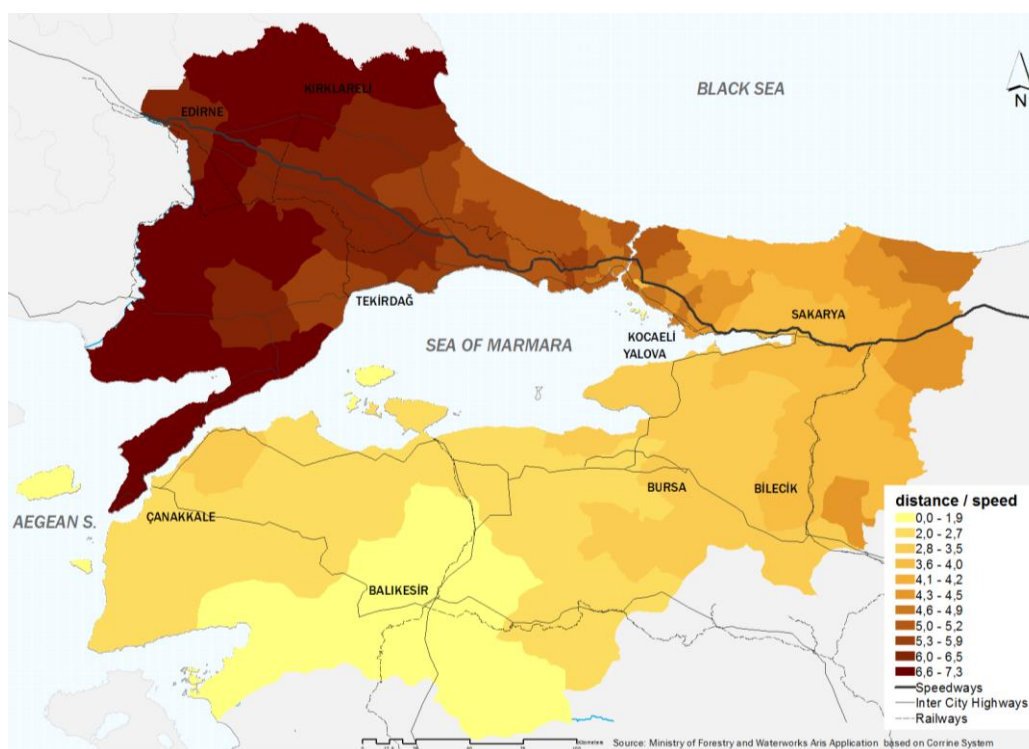 BLACK SEA
N
KIRKLARELİ
EDİRNE
TEKİRDAĞ
SEA OF MARMARA
SAKARYA
KOCAELİ
YALOVA
AEGEAN S.
ÇANAKKALE
BURSA
BİLECİK
BALIKESİR
distance / speed
0,0 - 1,9
2,0 - 2,7
2,8 - 3,5
3,6 - 4,0
4,1 - 4,2
4,3 - 4,5
4,6 - 4,9
5,0 - 5,2
5,3 - 5,9
6,0 - 6,5
6,6 - 7,3
Speedways
Inter City Highways
Railways
Source: Ministry of Forestry and Waterworks Aris Application based on Corrine System